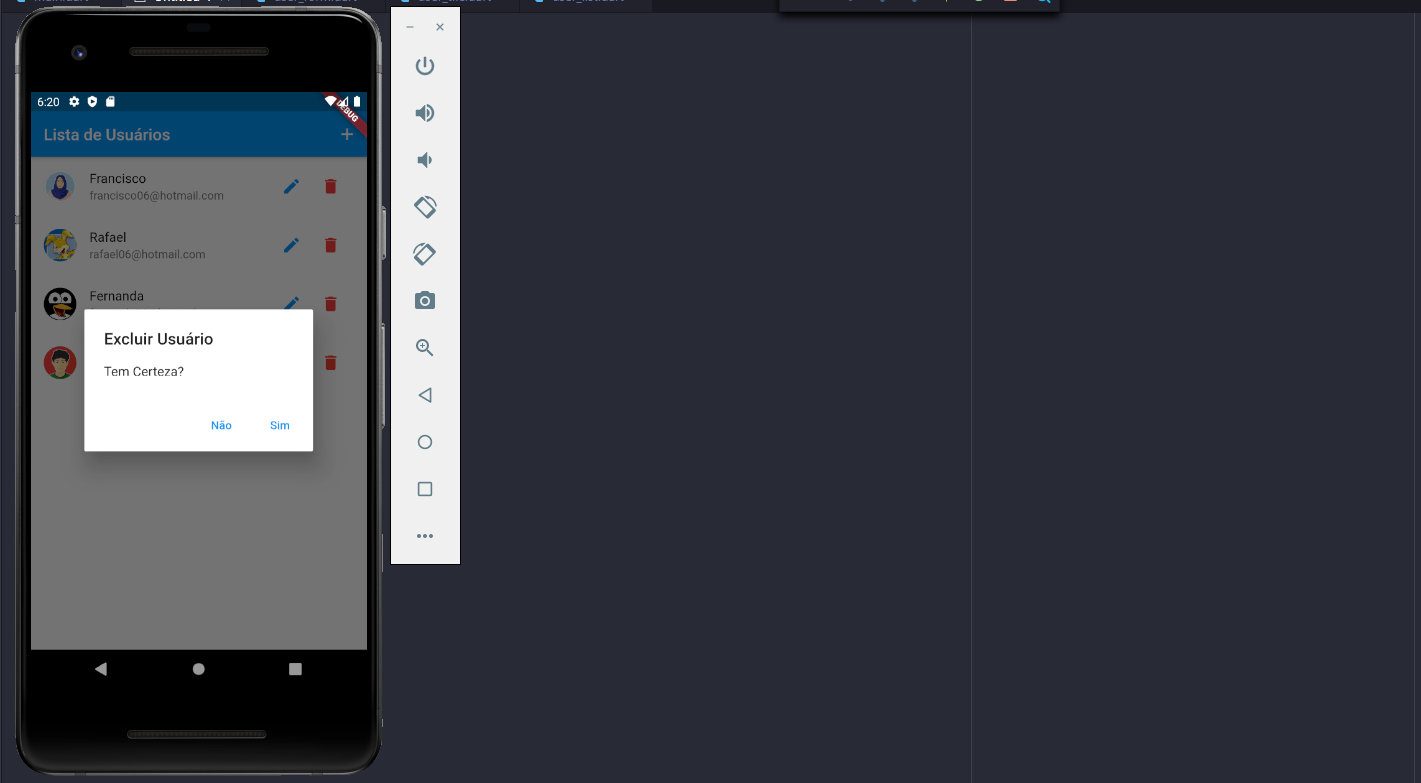 6:20
DEBUG
Lista de Usuários
Francisco
francisco06@hotmail.com
Rafael
rafael06@hotmail.com
Fernanda
Excluir Usuário
Tem Certeza?
Não
Sim